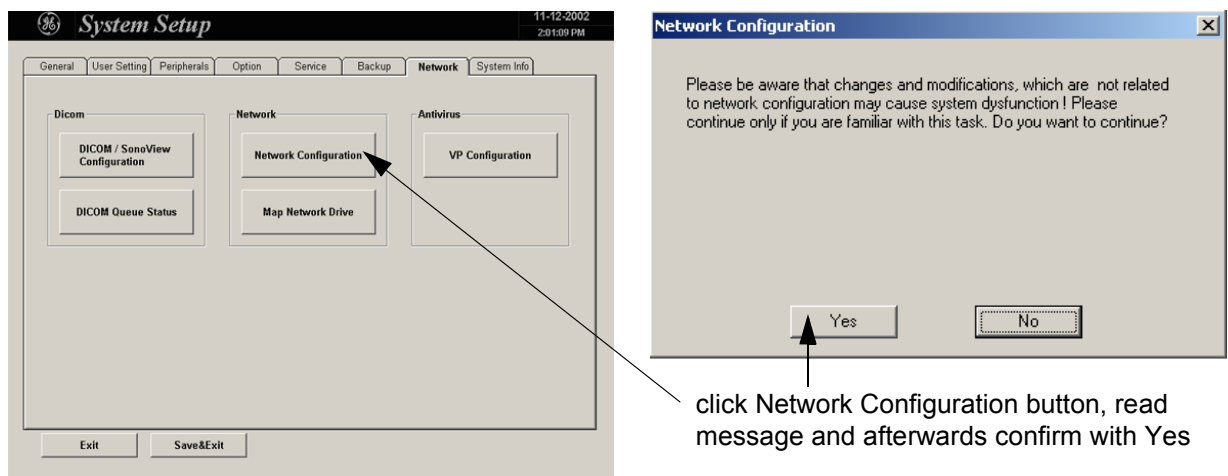 GE System Setup
11-12-2002
2:01:09 PM
General User Setting Peripherals Option Service Backup Network System Info
Dicom
DICOM / SonoView
Configuration
DICOM Queue Status
Network
Network Configuration
Map Network Drive
Antivirus
VP Configuration
Exit Save&Exit
Network Configuration
Please be aware that changes and modifications, which are not related
to network configuration may cause system dysfunction ! Please
continue only if you are familiar with this task. Do you want to continue?
Yes No
click Network Configuration button, read
message and afterwards confirm with Yes